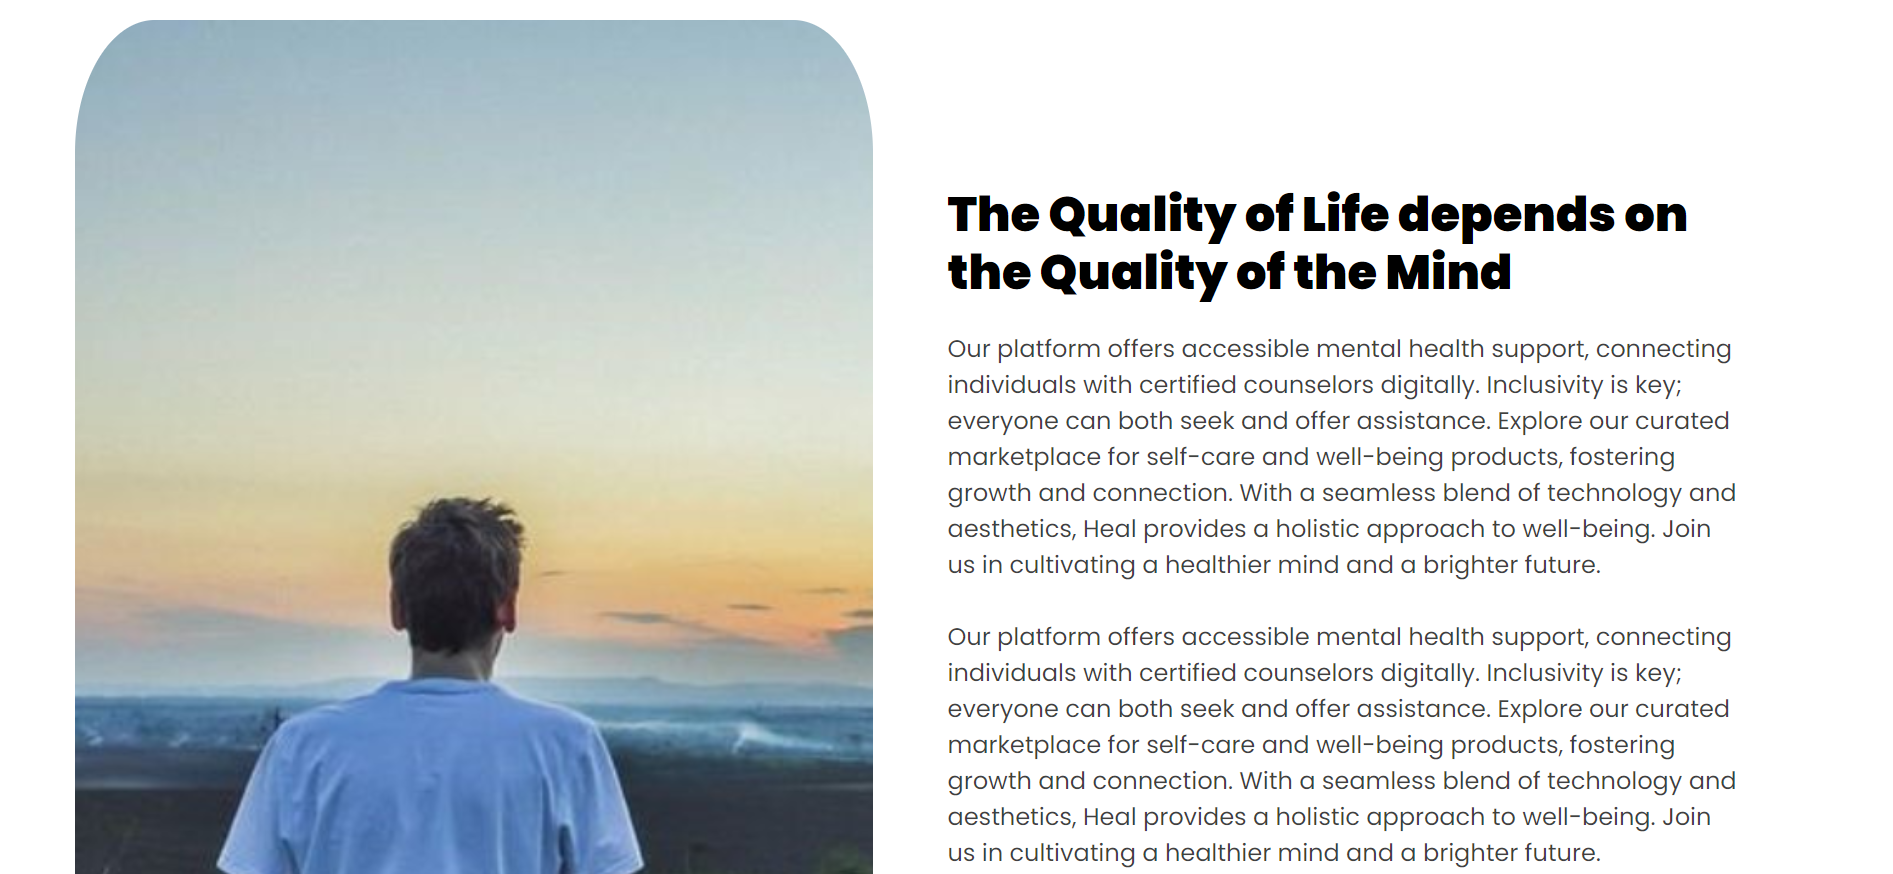 The Quality of Life depends on
the Quality of the Mind
Our platform offers accessible mental health support, connecting
individuals with certified counselors digitally. Inclusivity is key;
everyone can both seek and offer assistance. Explore our curated
marketplace for self-care and well-being products, fostering
growth and connection. With a seamless blend of technology and
aesthetics, Heal provides a holistic approach to well-being. Join
us in cultivating a healthier mind and a brighter future.
Our platform offers accessible mental health support, connecting
individuals with certified counselors digitally. Inclusivity is key;
everyone can both seek and offer assistance. Explore our curated
marketplace for self-care and well-being products, fostering
growth and connection. With a seamless blend of technology and
aesthetics, Heal provides a holistic approach to well-being. Join
us in cultivating a healthier mind and a brighter future.